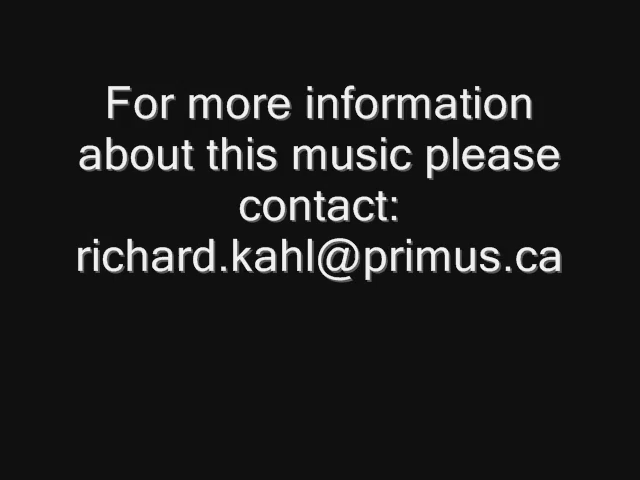 For more information
about this music please
contact:
richard.kahl@primus.ca